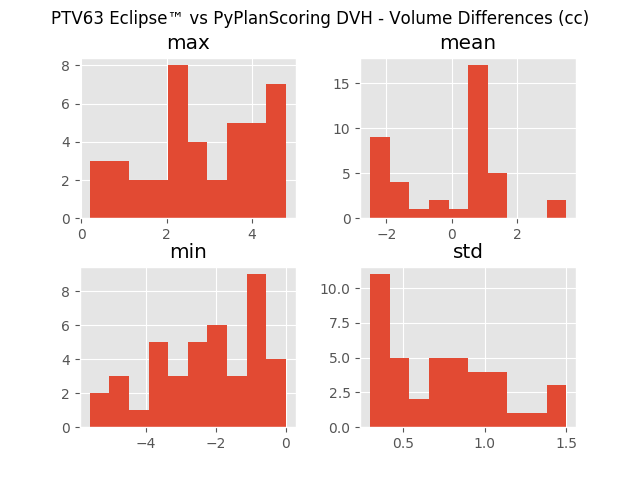 PTV63 Eclipse™ vs PyPlanScoring DVH - Volume Differences (cc)
max
mean
8
6
4
2
0
0 2 4
15
10
5
0
−2 0 2
min
std
8
6
4
2
0
−4 −2 0
10.0
7.5
5.0
2.5
0.0
0.5 1.0 1.5